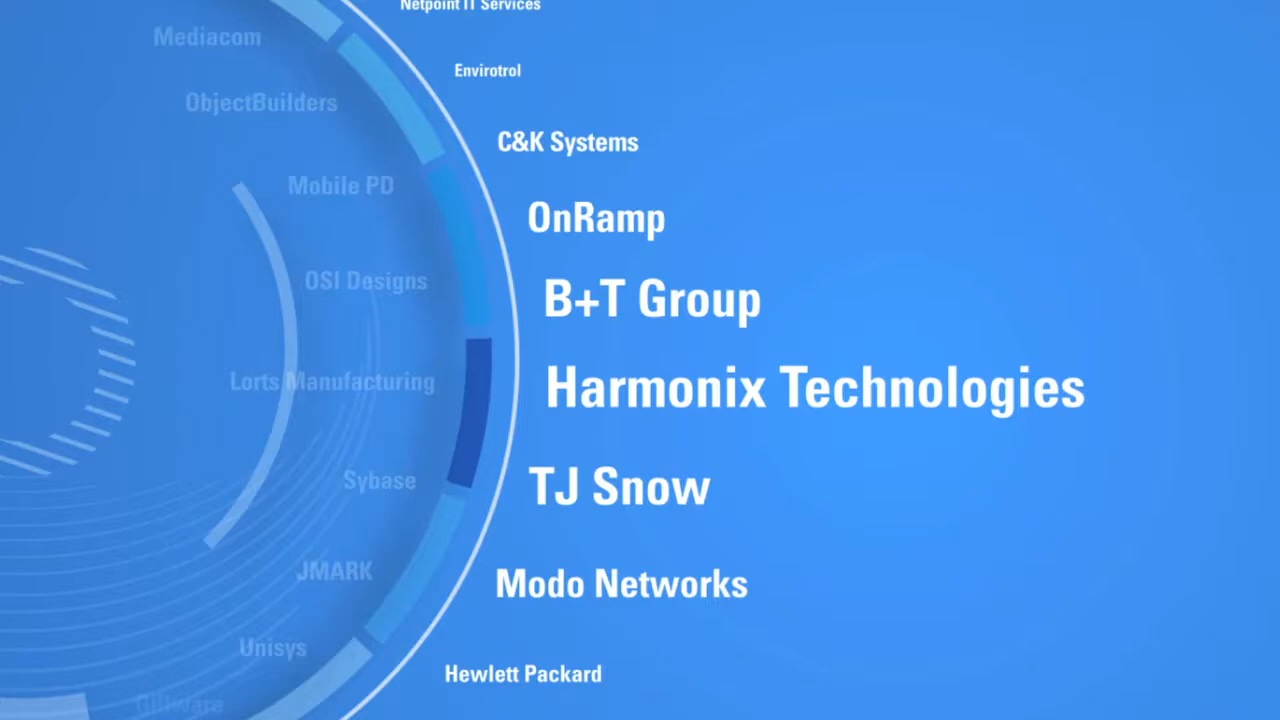 Netpoint IT Services
Mediacom
Envirotrol
ObjectBuilders
C&K Systems
Mobile PD
OnRamp
OSI Designs
B+T Group
Lorts Manufacturing
Harmonix Technologies
Sybase
TJ Snow
JMARK
Modo Networks
Unisys
Hewlett Packard
Gillware